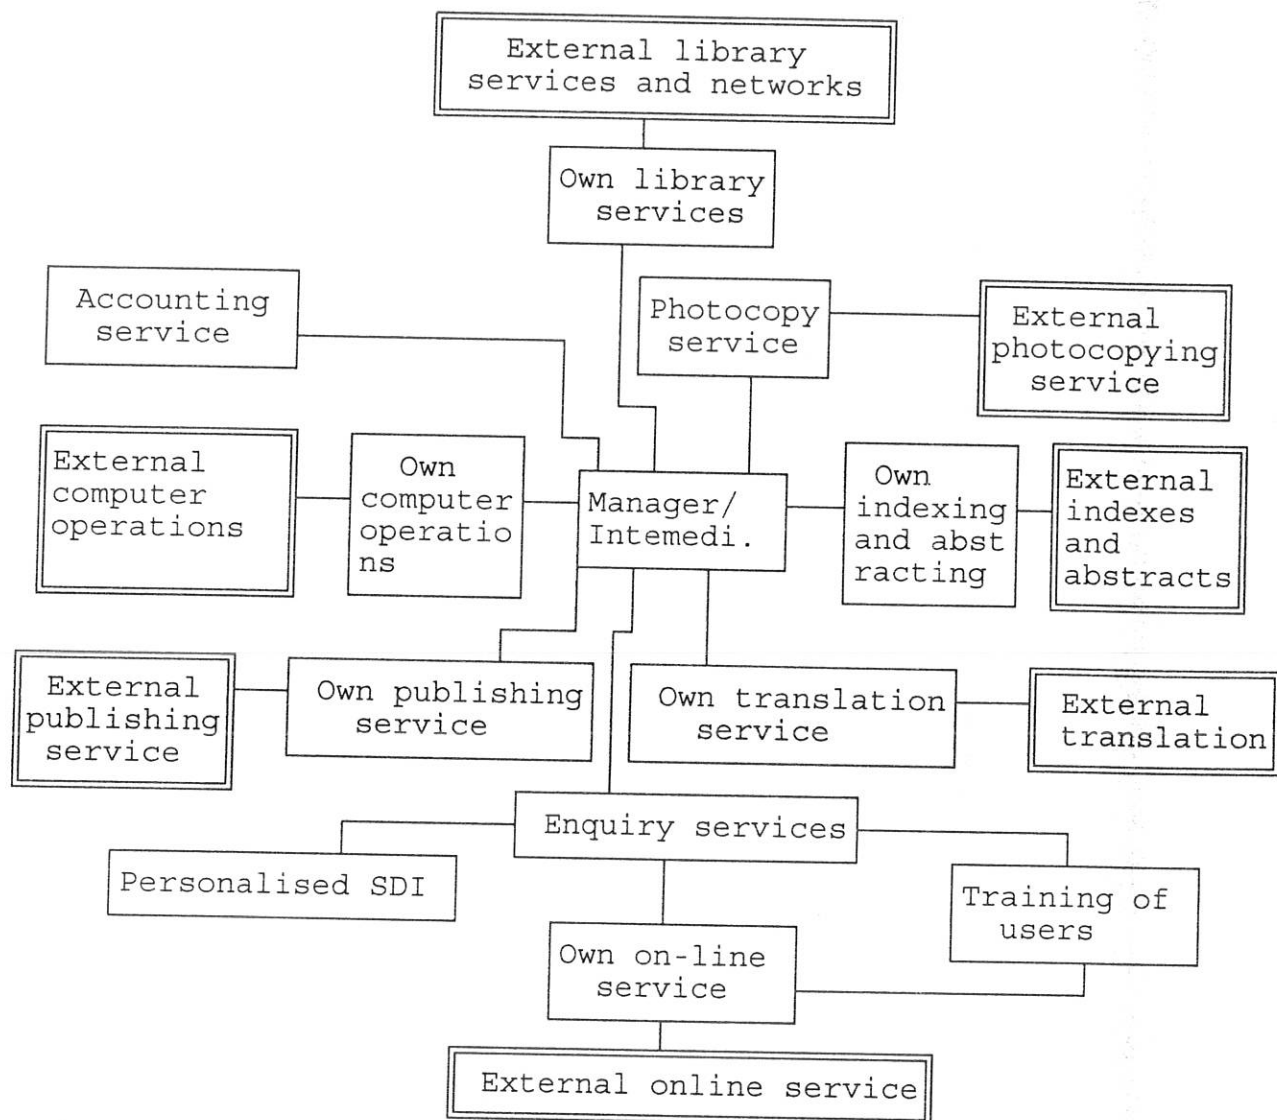 External library
services and networks
Own library
services
Accounting
service
Photocopy
service
External
photocopying
service
External
computer
operations
Own
computer
operatio
ns
Manager/
Intemedi.
Own
indexing
and abst
racting
External
indexes
and
abstracts
External
publishing
service
Own publishing
service
Own translation
service
External
translation
Enquiry services
Personalised SDI
Training of
users
Own on-line
service
External online service